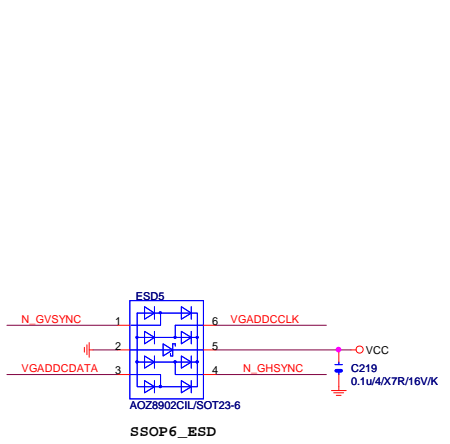 ESD5
N_GVSYNC 1 6 VGADDCCLK
2 5 VCC
VGADDCDATA 3 4 N_GHSYNC
C219
0.1u/4/X7R/16V/K
AOZ8902CIL/SOT23-6
SSOP6_ESD